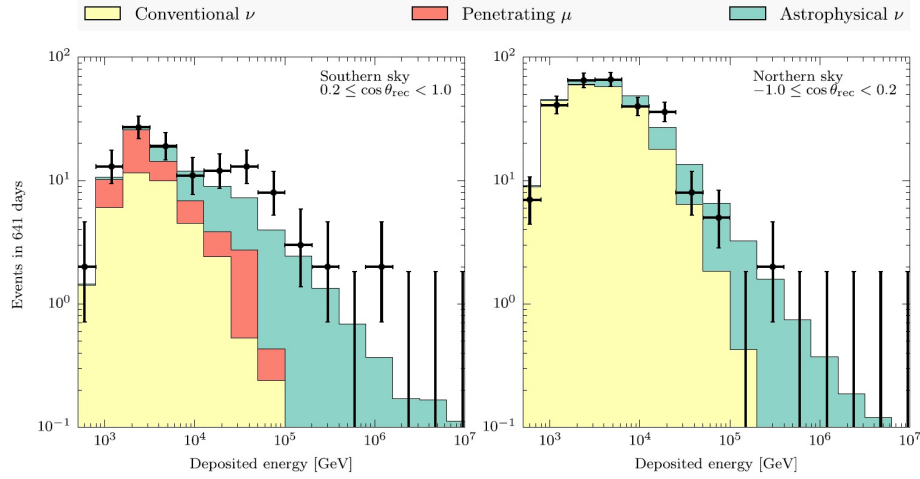 Conventional ν Penetrating μ Astrophysical ν
Southern sky
0.2 ≤ cos θrec < 1.0
Northern sky
−1.0 ≤ cos θrec < 0.2
Events in 641 days
10² 10¹ 10⁰ 10⁻¹
10³ 10⁴ 10⁵ 10⁶ 10⁷
Deposited energy [GeV]
10² 10¹ 10⁰ 10⁻¹
10³ 10⁴ 10⁵ 10⁶ 10⁷
Deposited energy [GeV]